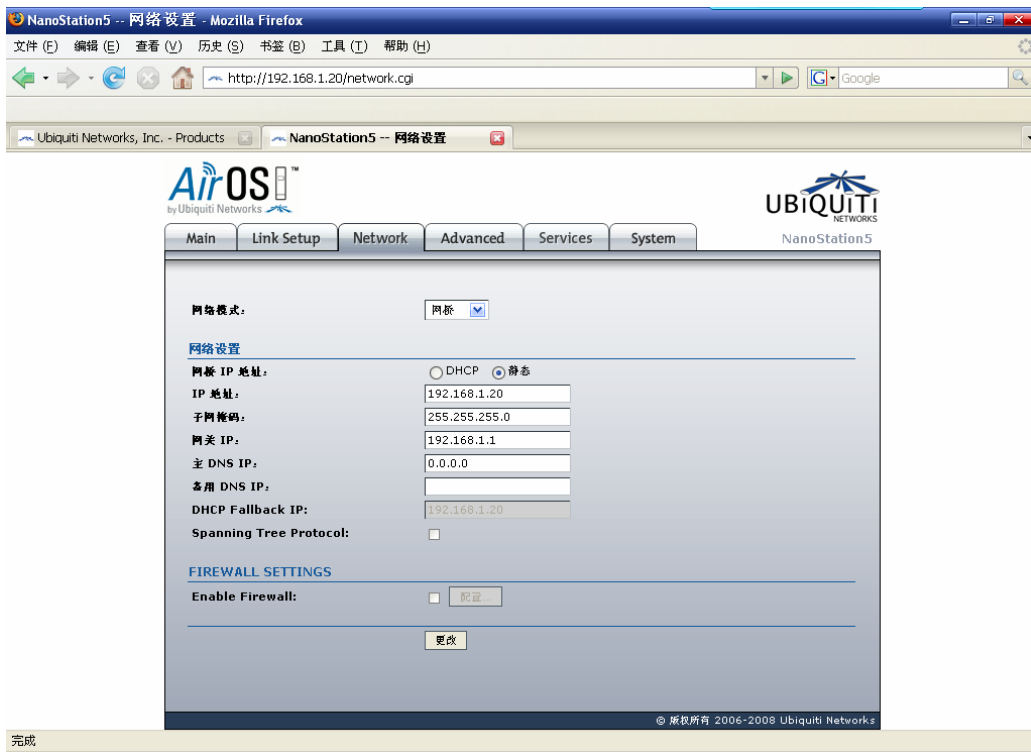 NanoStation5 -- 网络设置 - Mozilla Firefox
文件(F) 编辑(E) 查看(V) 历史(S) 书签(B) 工具(T) 帮助(H)
http://192.168.1.20/network.cgi
G Google
Ubiquiti Networks, Inc. - Products NanoStation5 -- 网络设置
AirOS™
by Ubiquiti Networks
UBiQUiTi
NETWORKS
Main Link Setup Network Advanced Services System NanoStation5
网络模式: 网桥
网络设置
网桥 IP 地址: DHCP 静态
IP 地址: 192.168.1.20
子网掩码: 255.255.255.0
网关 IP: 192.168.1.1
主 DNS IP: 0.0.0.0
备用 DNS IP:
DHCP Fallback IP: 192.168.1.20
Spanning Tree Protocol:
FIREWALL SETTINGS
Enable Firewall: 配置...
更改
© 版权所有 2006-2008 Ubiquiti Networks
完成